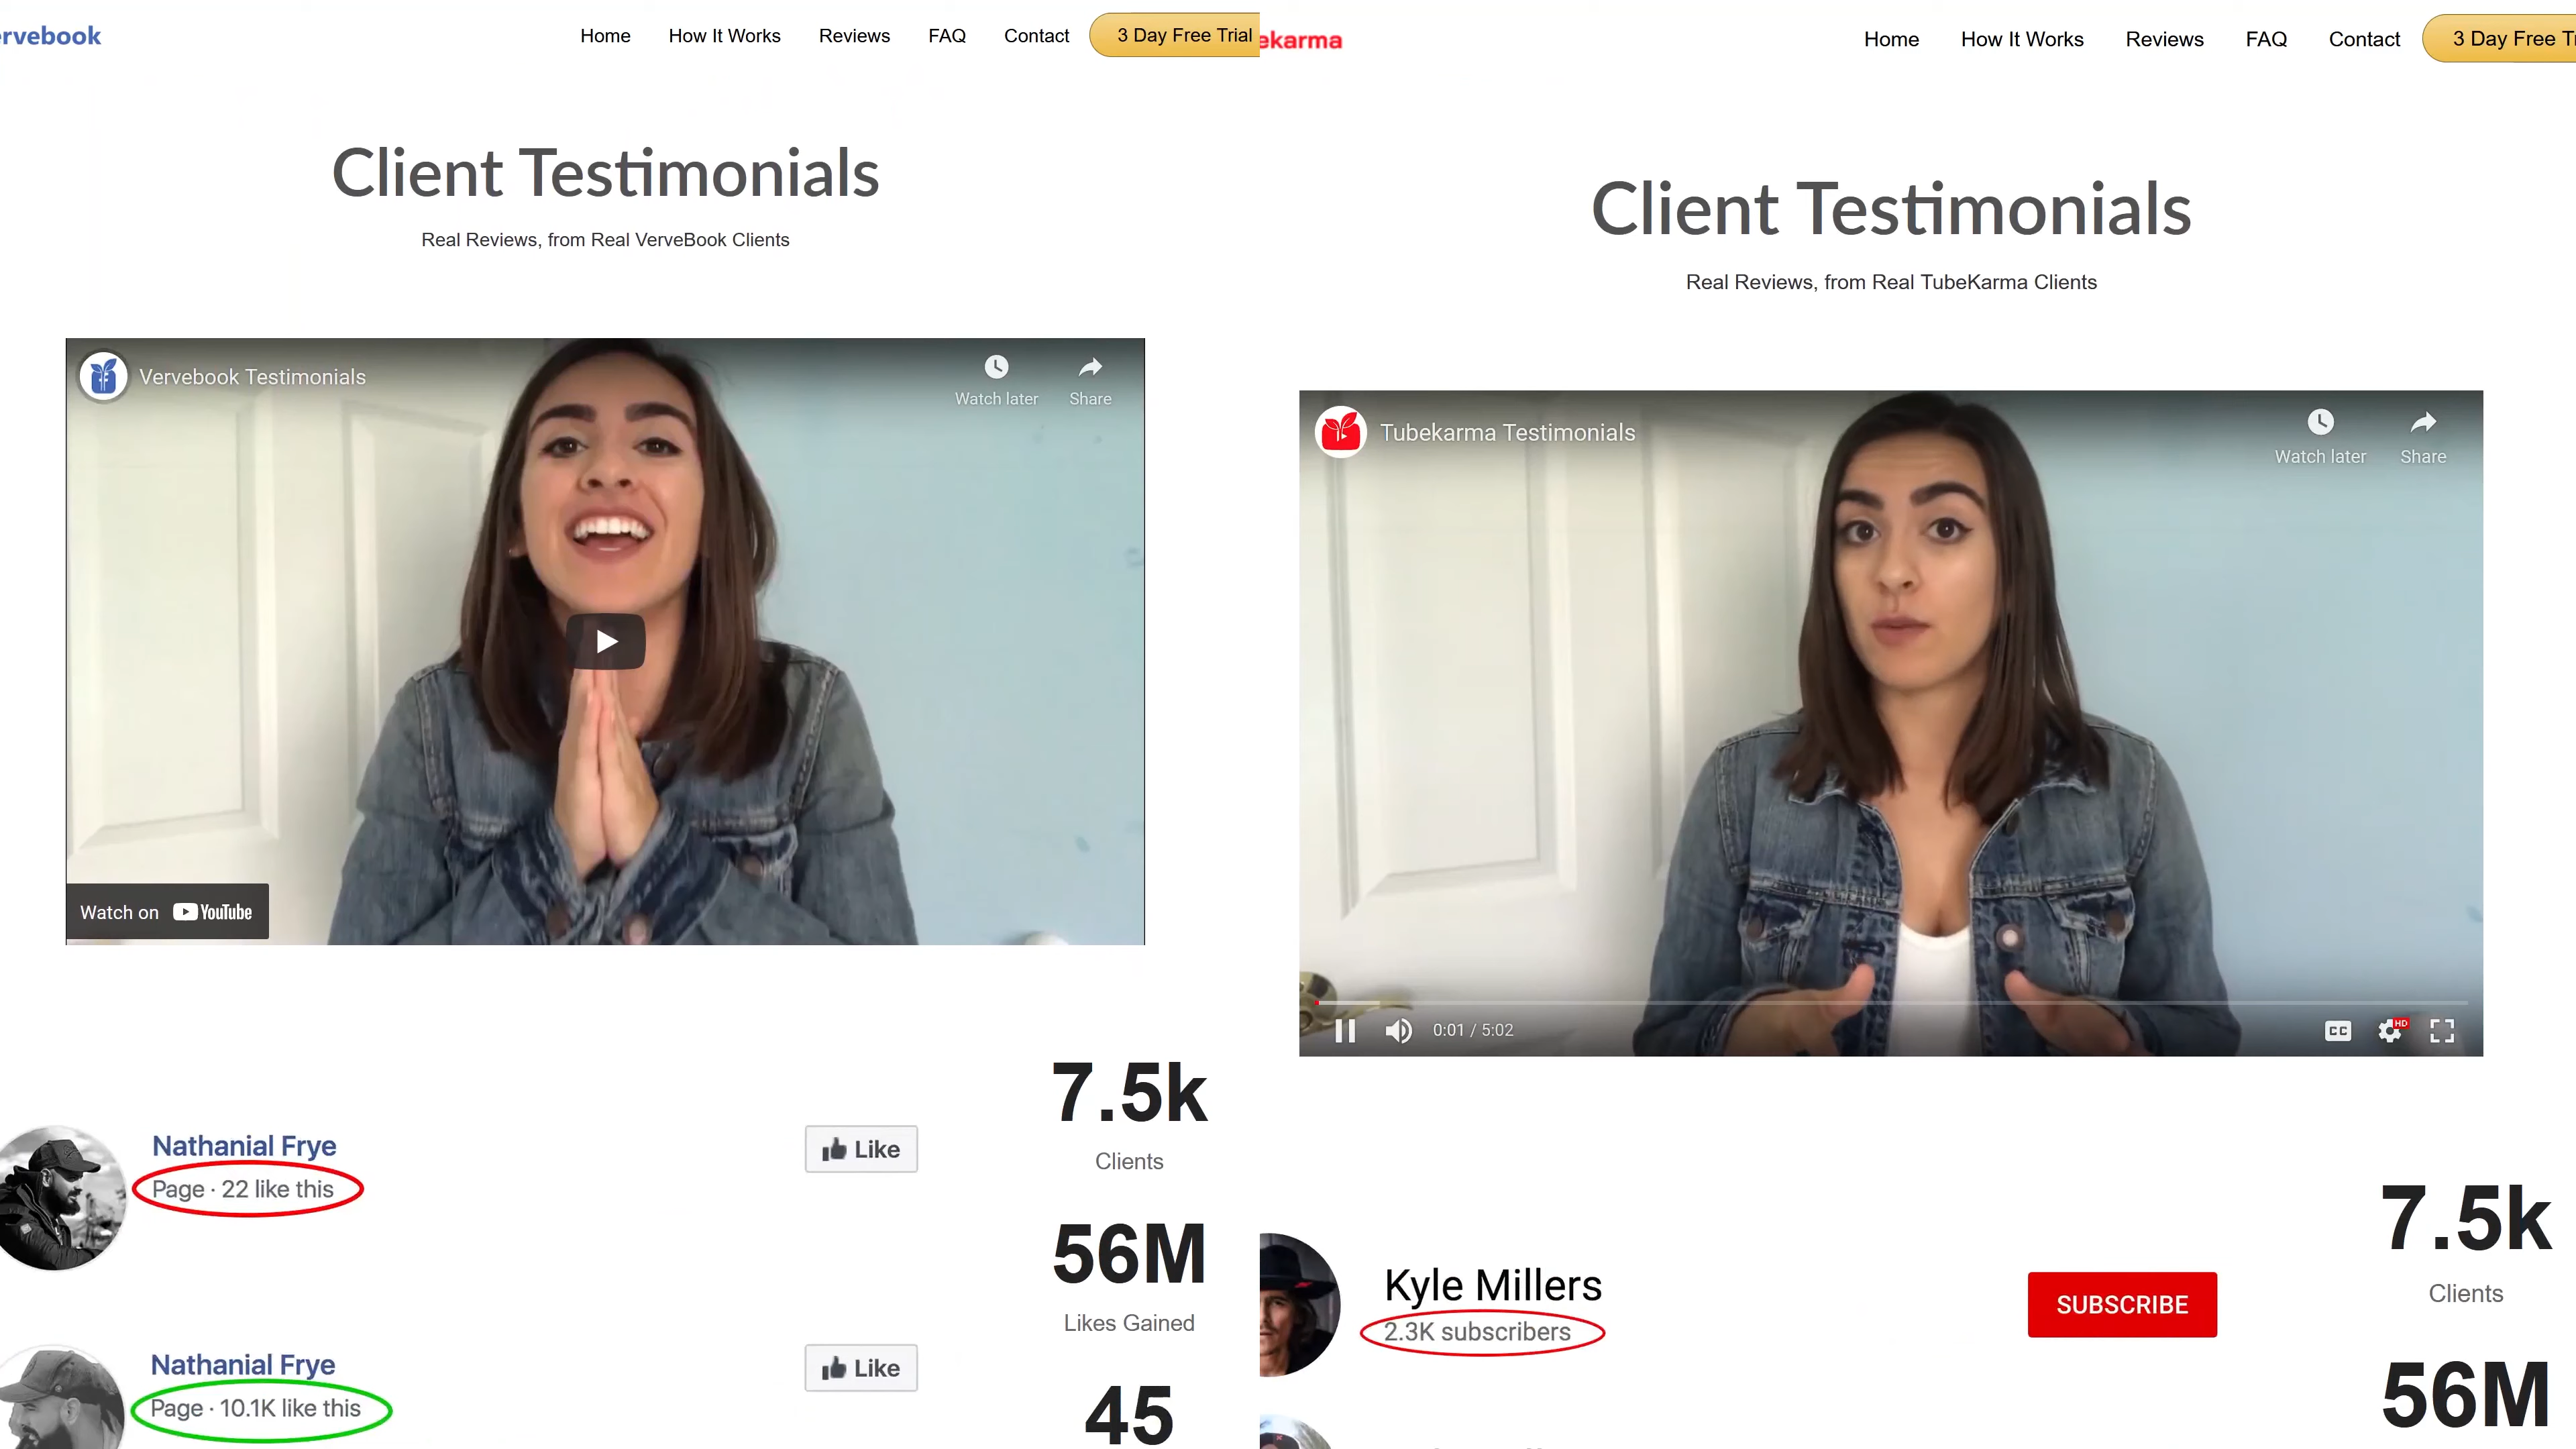 ervebook
Home How It Works Reviews FAQ Contact 3 Day Free Trial
Client Testimonials
Real Reviews, from Real VerveBook Clients
Vervebook Testimonials
Watch later Share
Watch on YouTube
7.5k
Clients
Nathanial Frye
Page · 22 like this
Like
56M
Likes Gained
Nathanial Frye
Page · 10.1K like this
Like
45
ekarma
Home How It Works Reviews FAQ Contact 3 Day Free Tr
Client Testimonials
Real Reviews, from Real TubeKarma Clients
Tubekarma Testimonials
Watch later Share
0:01 / 5:02
CC HD
7.5k
Clients
Kyle Millers
2.3K subscribers
SUBSCRIBE
56M